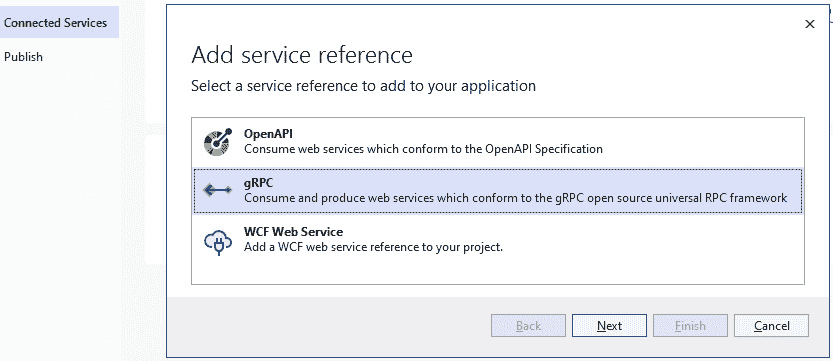 Connected Services
Publish
Add service reference
Select a service reference to add to your application
OpenAPI
Consume web services which conform to the OpenAPI Specification
gRPC
Consume and produce web services which conform to the gRPC open source universal RPC framework
WCF Web Service
Add a WCF web service reference to your project.
Back
Next
Finish
Cancel